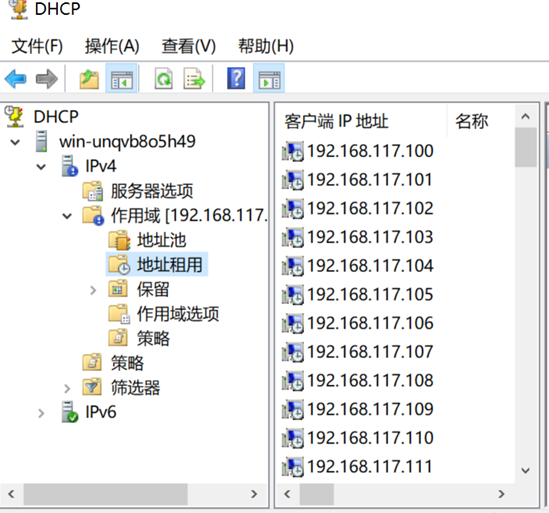 DHCP
文件(F) 操作(A) 查看(V) 帮助(H)
DHCP
win-unqvb8o5h49
IPv4
服务器选项
作用域 [192.168.117.
地址池
地址租用
保留
作用域选项
策略
策略
筛选器
IPv6
客户端 IP 地址 名称
192.168.117.100
192.168.117.101
192.168.117.102
192.168.117.103
192.168.117.104
192.168.117.105
192.168.117.106
192.168.117.107
192.168.117.108
192.168.117.109
192.168.117.110
192.168.117.111